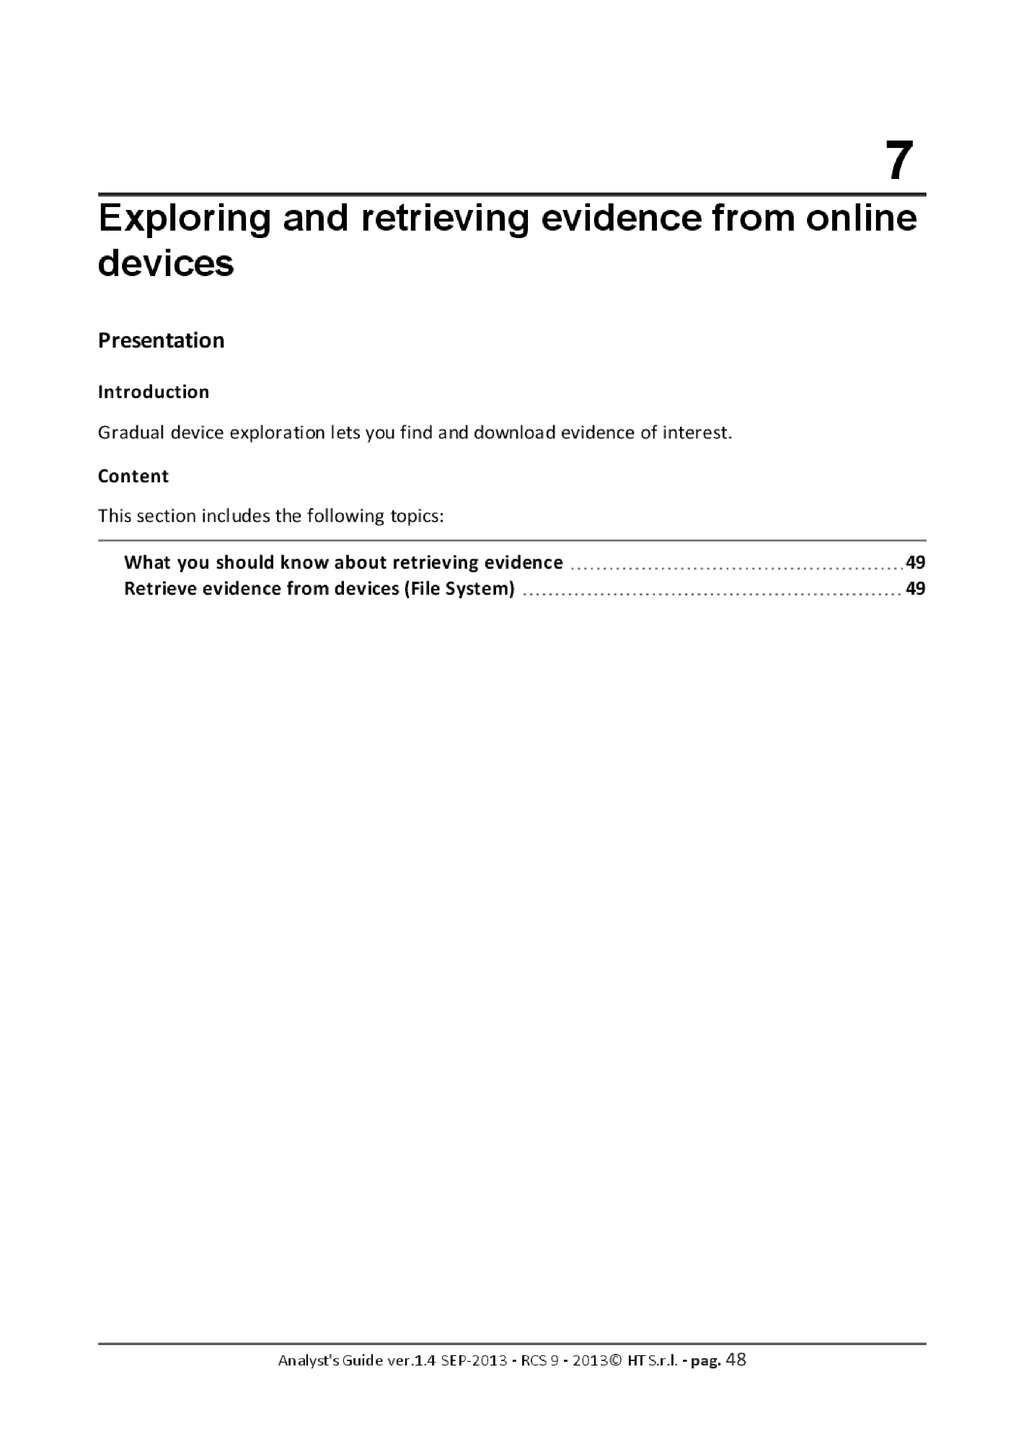 7
Exploring and retrieving evidence from online
devices
Presentation
Introduction
Gradual device exploration lets you find and download evidence of interest.
Content
This section includes the following topics:
What you should know about retrieving evidence 49
Retrieve evidence from devices (File System) 49
Analyst's Guide ver.1.4 SEP-2013 - RCS 9 - 2013© HT S.r.l. - pag. 48